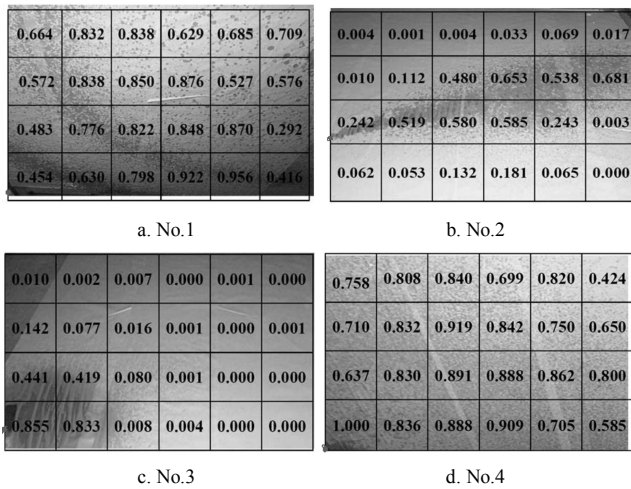 0.664 0.832 0.838 0.629 0.685 0.709
0.572 0.838 0.850 0.876 0.527 0.576
0.483 0.776 0.822 0.848 0.870 0.292
0.454 0.630 0.798 0.922 0.956 0.416
a. No.1
0.004 0.001 0.004 0.033 0.069 0.017
0.010 0.112 0.480 0.653 0.538 0.681
0.242 0.519 0.580 0.585 0.243 0.003
0.062 0.053 0.132 0.181 0.065 0.000
b. No.2
0.010 0.002 0.007 0.000 0.001 0.000
0.142 0.077 0.016 0.001 0.000 0.001
0.441 0.419 0.080 0.001 0.000 0.000
0.855 0.833 0.008 0.004 0.000 0.000
c. No.3
0.758 0.808 0.840 0.699 0.820 0.424
0.710 0.832 0.919 0.842 0.750 0.650
0.637 0.830 0.891 0.888 0.862 0.800
1.000 0.836 0.888 0.909 0.705 0.585
d. No.4